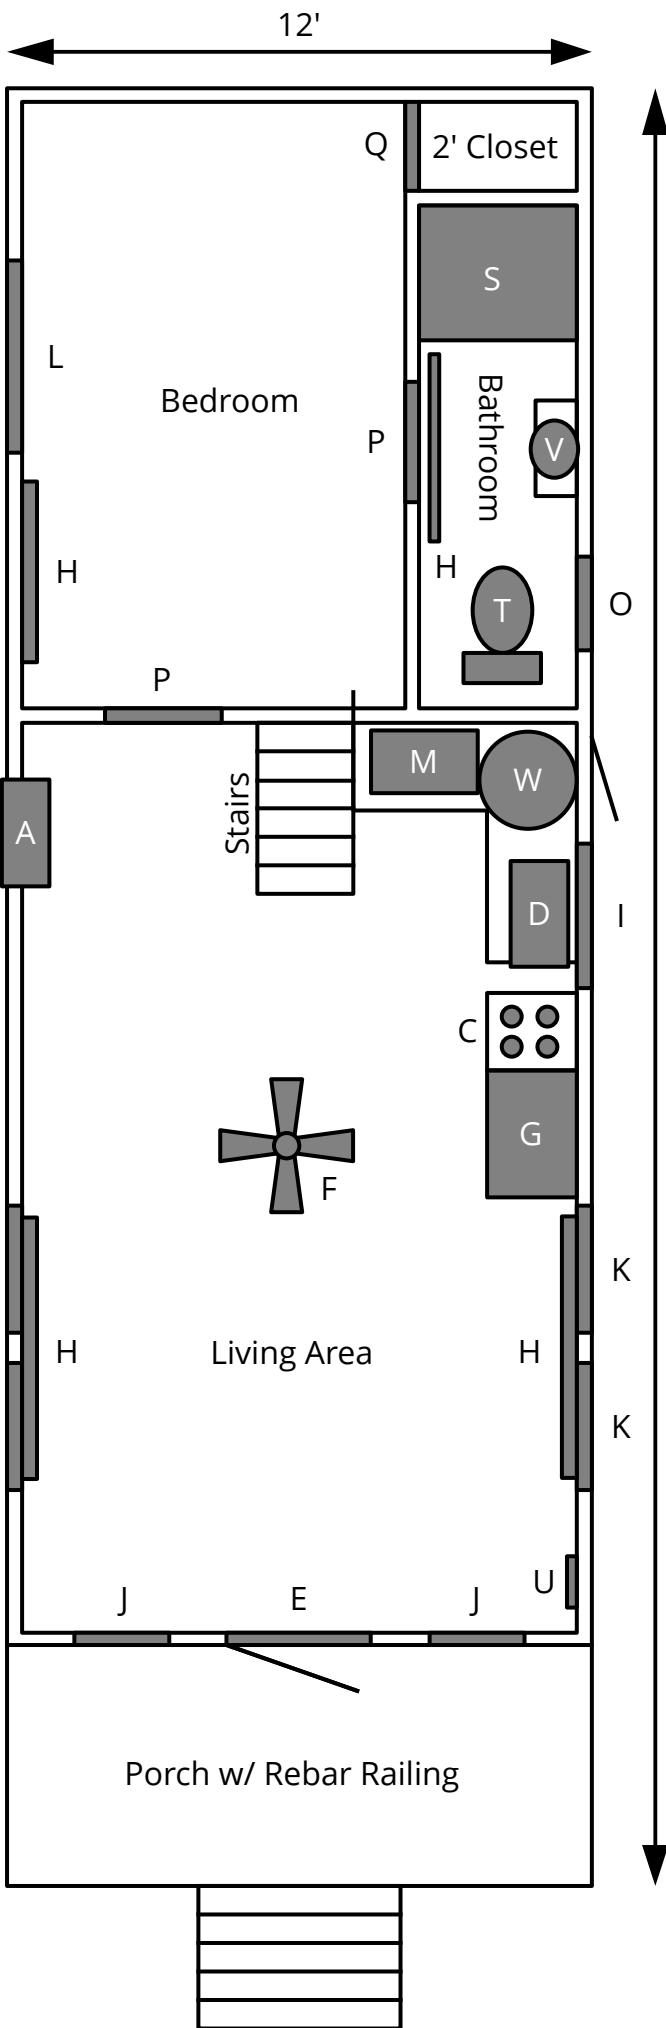 12'
Q
2' Closet
S
L
Bedroom
P
Bathroom
V
H
H
T
O
P
Stairs
M
W
A
D
I
C
G
F
K
H
Living Area
H
K
U
J
E
J
Porch w/ Rebar Railing